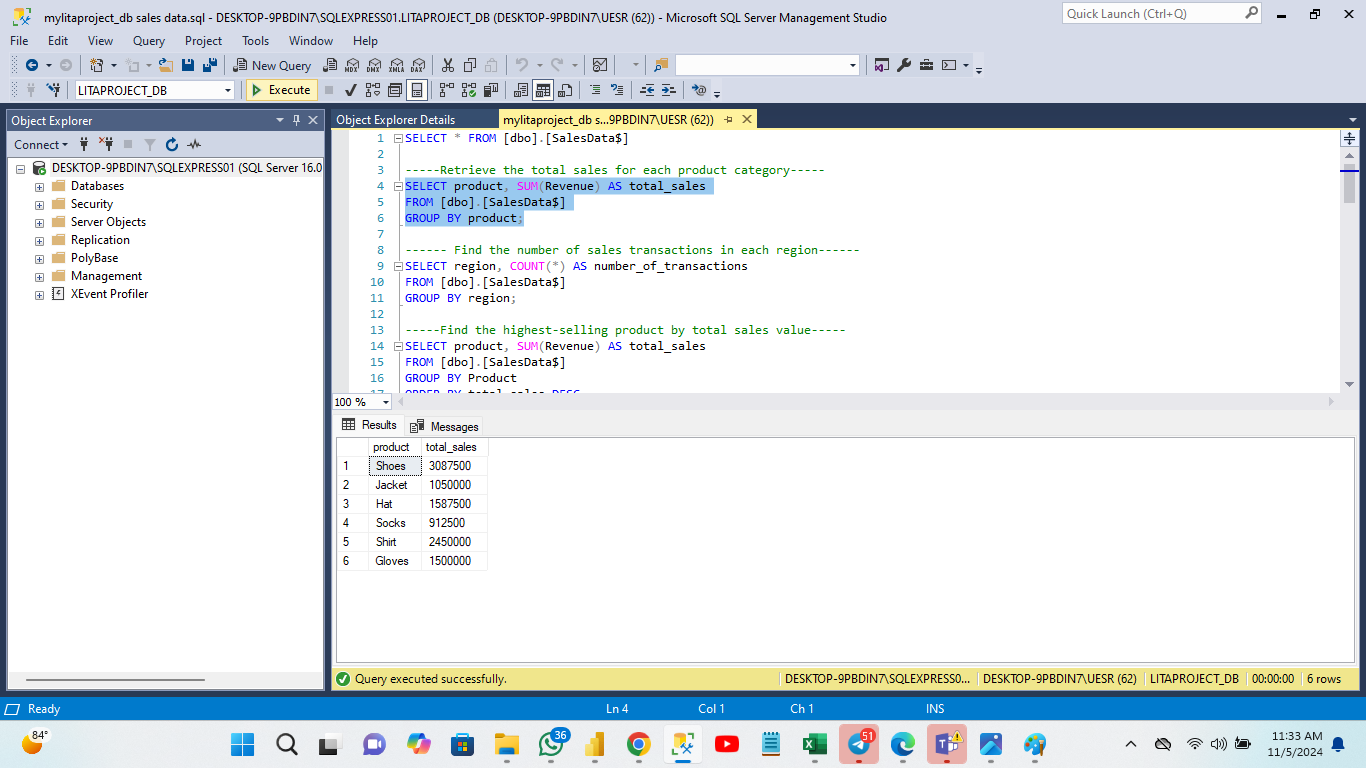 mylitaproject_db sales data.sql - DESKTOP-9PBDIN7\SQLEXPRESS01.LITAPROJECT_DB (DESKTOP-9PBDIN7\UESR (62)) - Microsoft SQL Server Management Studio
Quick Launch (Ctrl+Q)
File Edit View Query Project Tools Window Help
New Query MDX DMX XMLA DAX
LITAPROJECT_DB Execute
Object Explorer
Connect
DESKTOP-9PBDIN7\SQLEXPRESS01 (SQL Server 16.0
Databases
Security
Server Objects
Replication
PolyBase
Management
XEvent Profiler
Object Explorer Details mylitaproject_db s...9PBDIN7\UESR (62))
1 SELECT * FROM [dbo].[SalesData$]
2
3 -----Retrieve the total sales for each product category-----
4 SELECT product, SUM(Revenue) AS total_sales
5 FROM [dbo].[SalesData$]
6 GROUP BY product;
7
8 ------ Find the number of sales transactions in each region------
9 SELECT region, COUNT(*) AS number_of_transactions
10 FROM [dbo].[SalesData$]
11 GROUP BY region;
12
13 -----Find the highest-selling product by total sales value-----
14 SELECT product, SUM(Revenue) AS total_sales
15 FROM [dbo].[SalesData$]
16 GROUP BY Product
17 ORDER BY total_sales DESC
100 %
Results Messages
product total_sales
1 Shoes 3087500
2 Jacket 1050000
3 Hat 1587500
4 Socks 912500
5 Shirt 2450000
6 Gloves 1500000
Query executed successfully. DESKTOP-9PBDIN7\SQLEXPRESS0... DESKTOP-9PBDIN7\UESR (62) LITAPROJECT_DB 00:00:00 6 rows
Ready Ln 4 Col 1 Ch 1 INS
84°
36
51
11:33 AM
11/5/2024